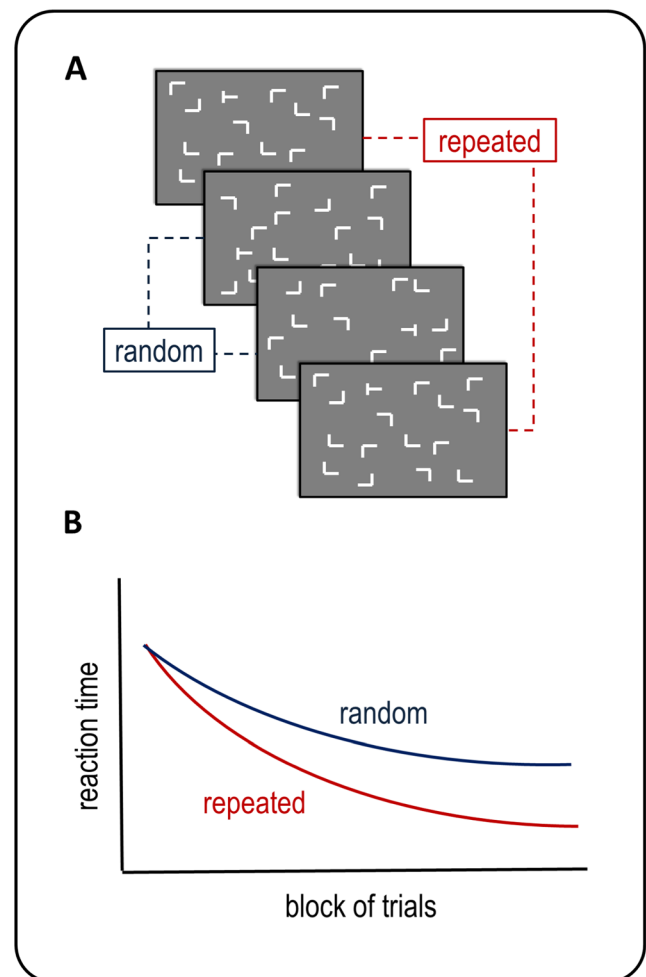 A
repeated
random
B
reaction time
random
repeated
block of trials